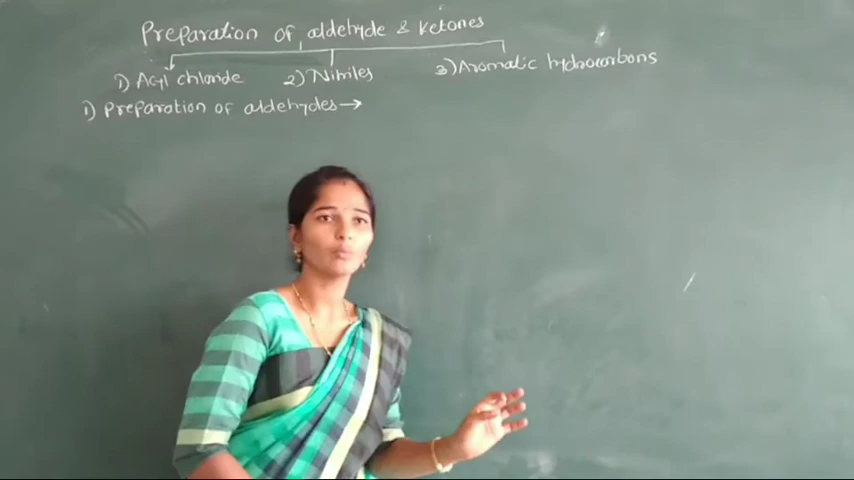 Preparation of aldehyde & Ketones
1) Acyl chloride 2) Nitriles 3) Aromatic hydrocarbons
1) Preparation of aldehydes →